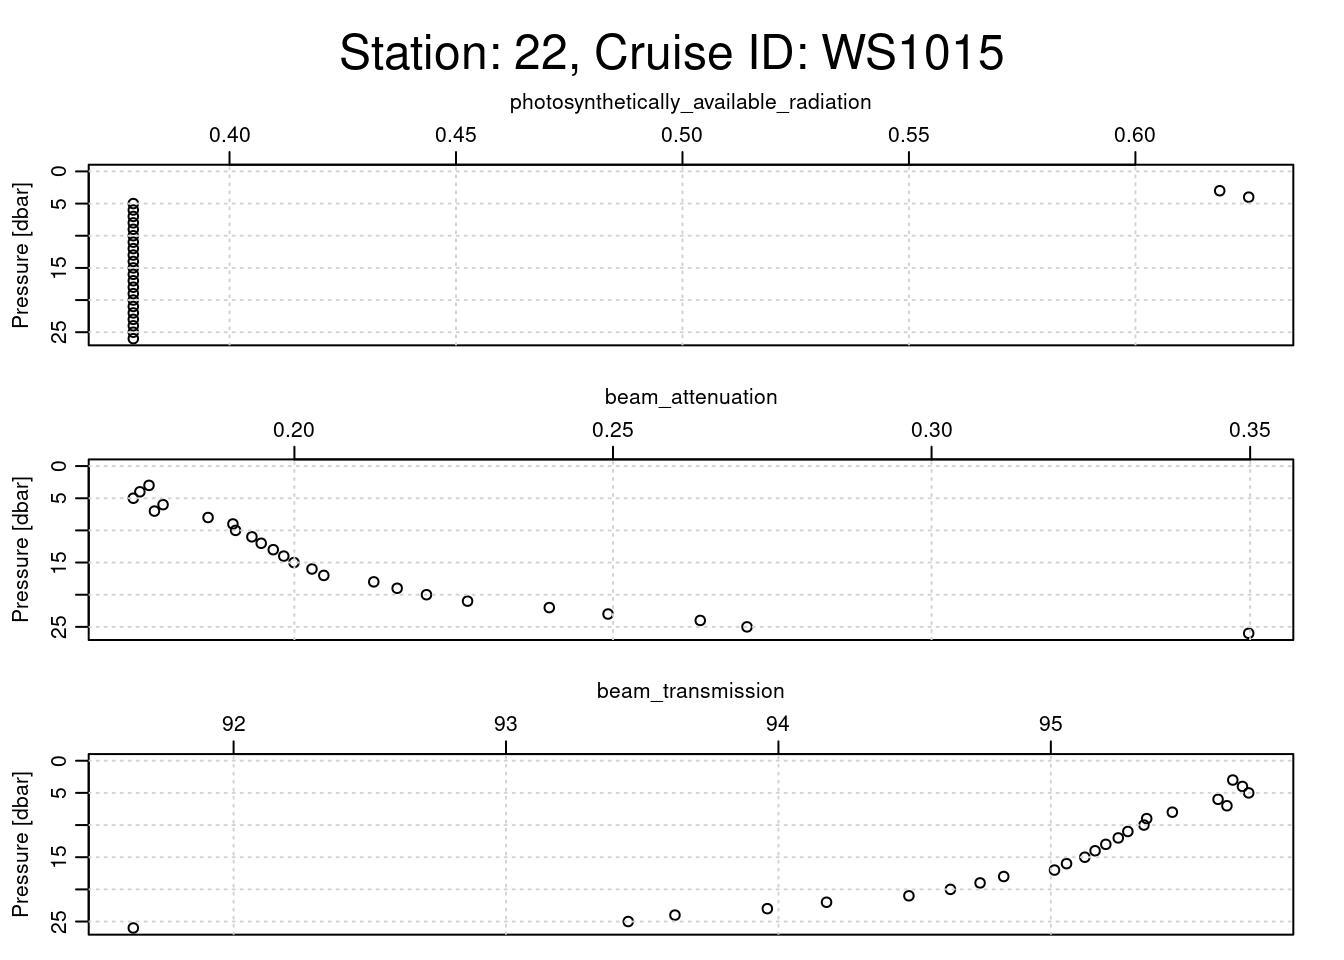 Station: 22, Cruise ID: WS1015
photosynthetically_available_radiation
0.40 0.45 0.50 0.55 0.60
Pressure [dbar]
0
5
15
25
beam_attenuation
0.20 0.25 0.30 0.35
Pressure [dbar]
0
5
15
25
beam_transmission
92 93 94 95
Pressure [dbar]
0
5
15
25